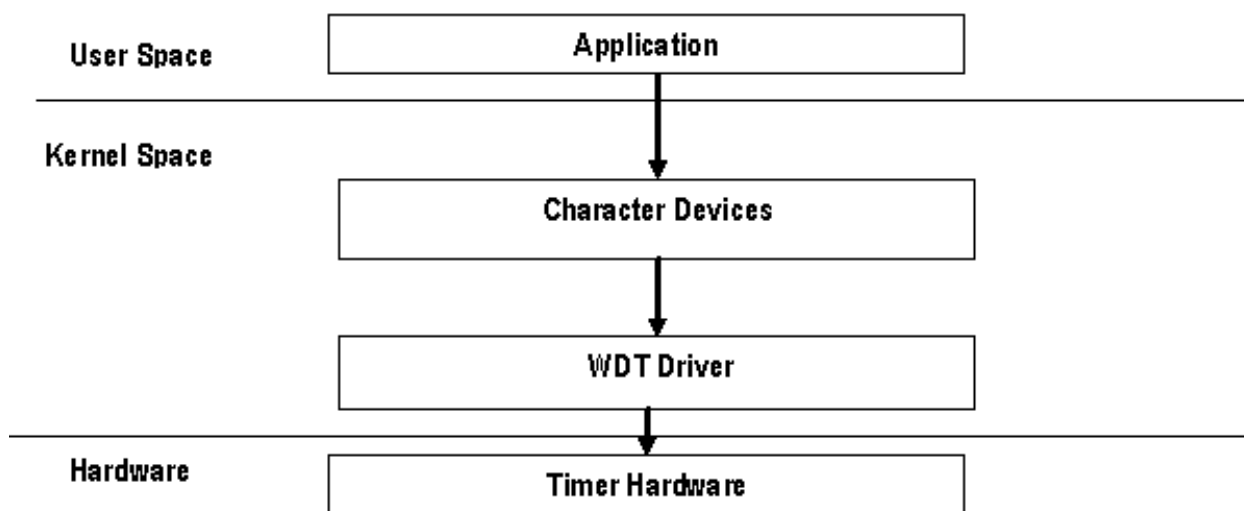 User Space
Application
Kernel Space
Character Devices
WDT Driver
Hardware
Timer Hardware